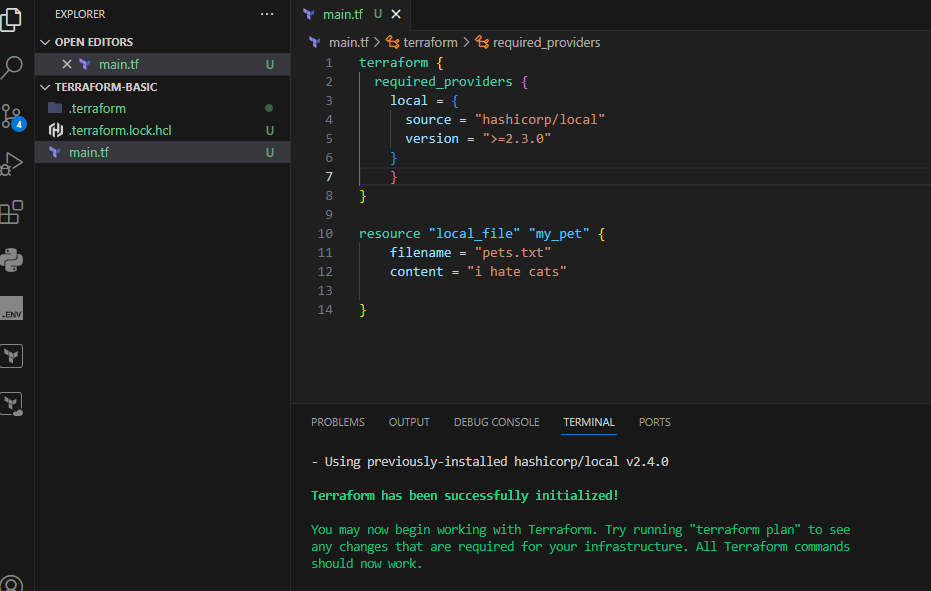 EXPLORER ···
OPEN EDITORS
main.tf U
TERRAFORM-BASIC
.terraform
.terraform.lock.hcl U
main.tf U
4
.ENV
main.tf U
main.tf > terraform > required_providers
1 terraform {
2 required_providers {
3 local = {
4 source = "hashicorp/local"
5 version = ">=2.3.0"
6 }
7 }
8 }
9
10 resource "local_file" "my_pet" {
11 filename = "pets.txt"
12 content = "i hate cats"
13
14 }
PROBLEMS OUTPUT DEBUG CONSOLE TERMINAL PORTS
- Using previously-installed hashicorp/local v2.4.0
Terraform has been successfully initialized!
You may now begin working with Terraform. Try running "terraform plan" to see
any changes that are required for your infrastructure. All Terraform commands
should now work.